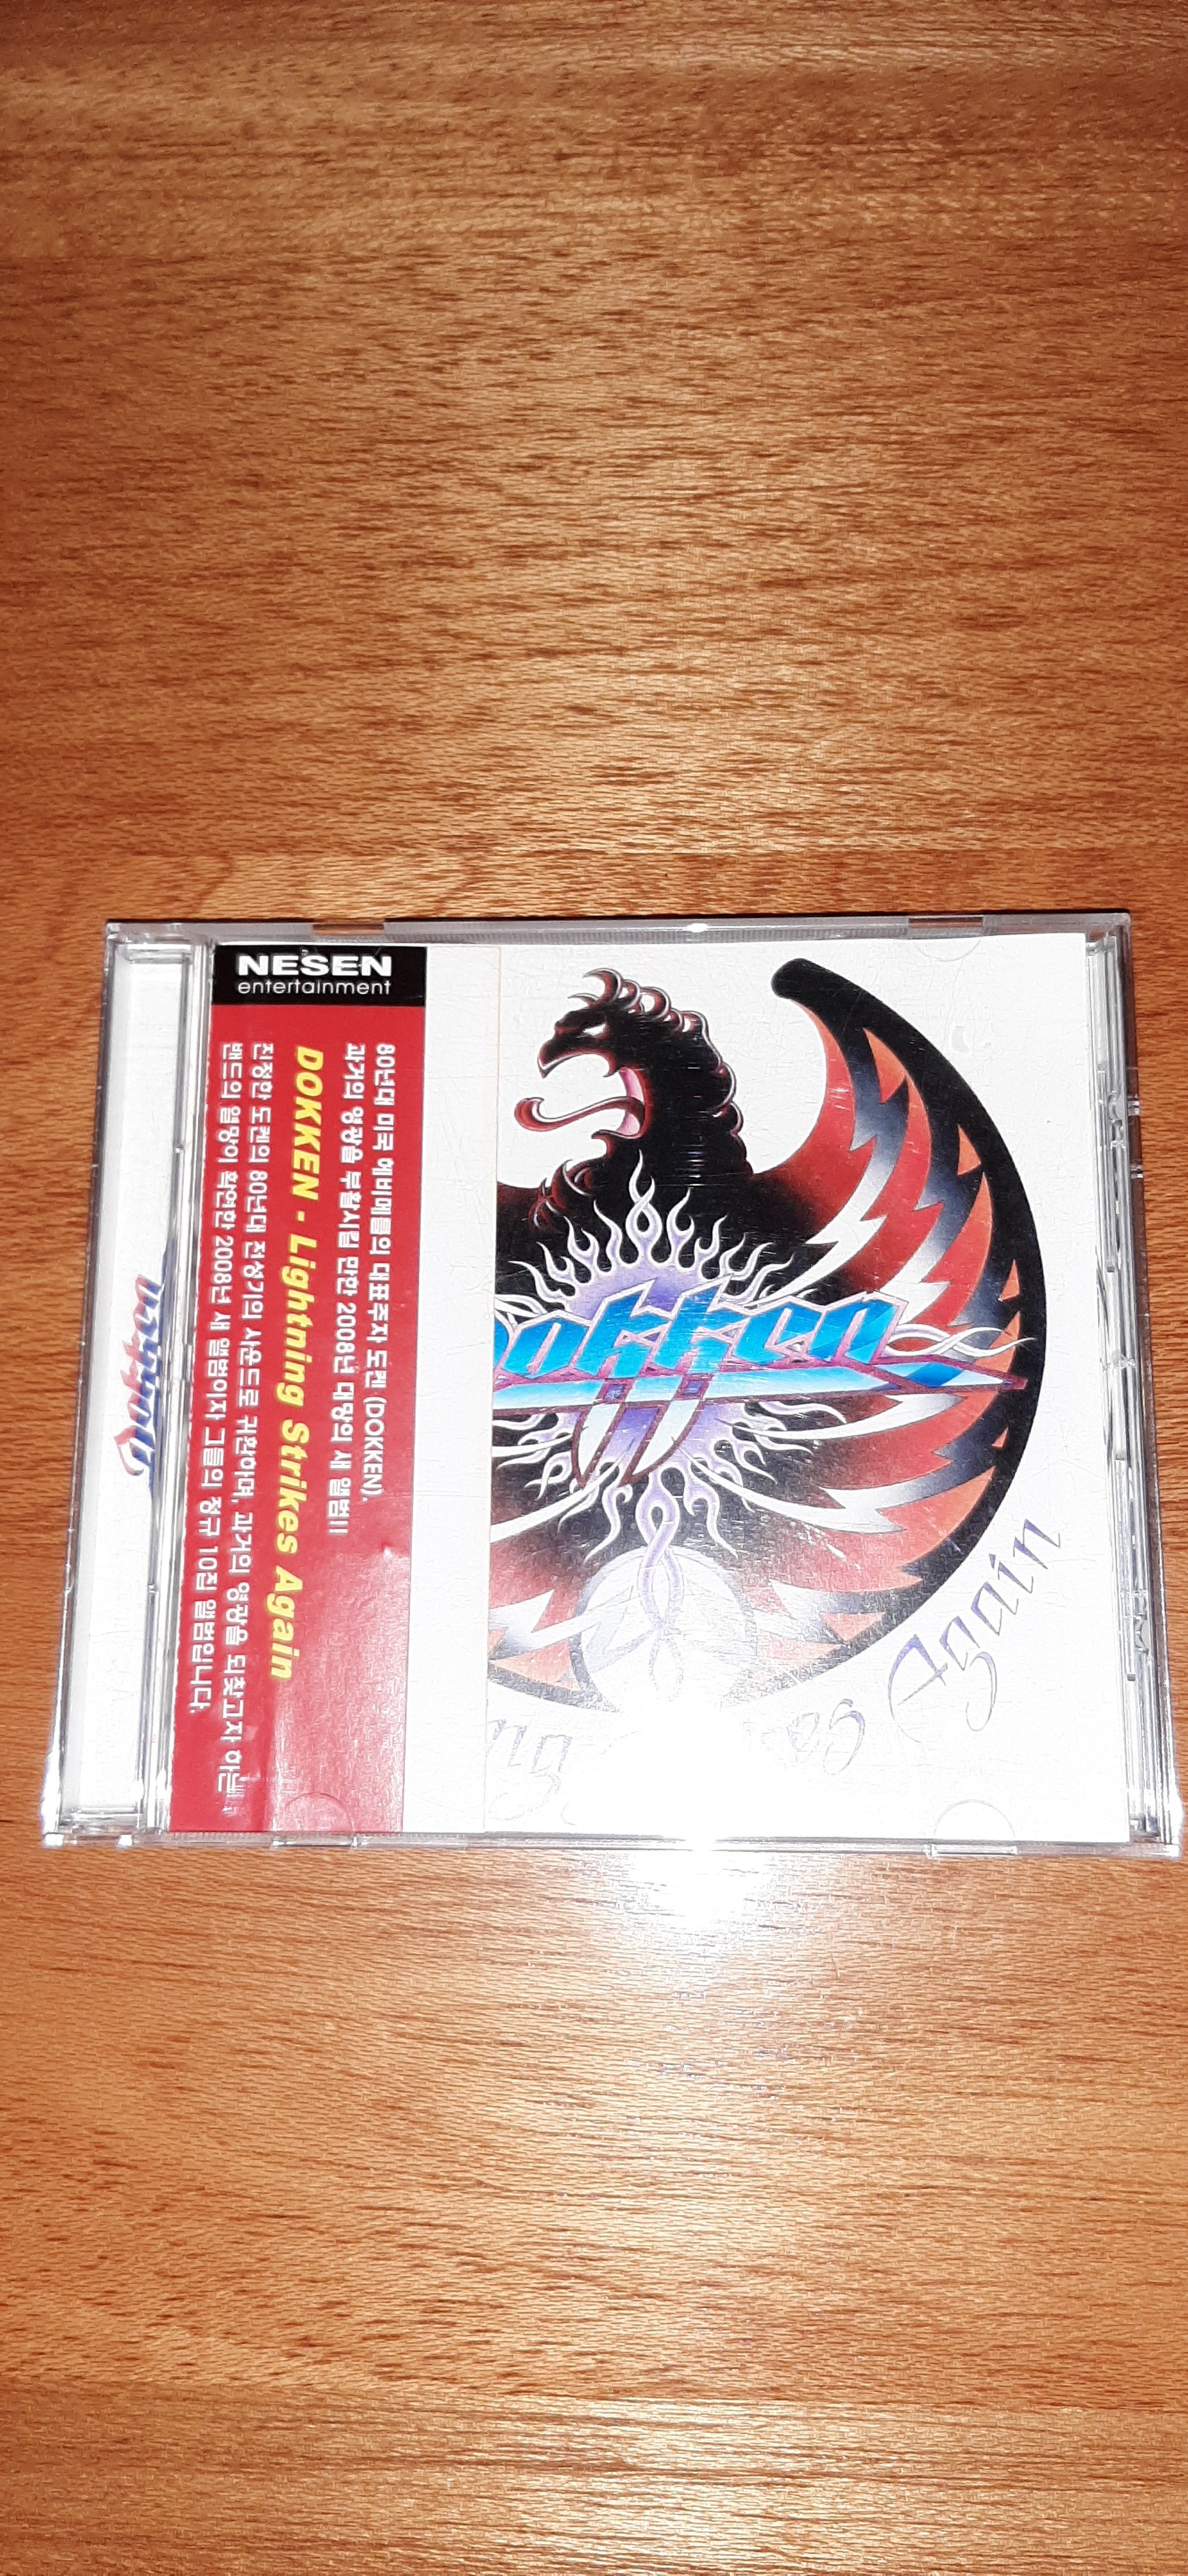 NESEN
entertainment
80년대 미국 헤비메틀의 대표주자 도켄 (DOKKEN).
과거의 영광을 부활시킬 만한 2008년 대망의 새 앨범!!
DOKKEN - Lightning Strikes Again
진정한 도켄의 80년대 전성기의 사운드로 귀환하며, 과거의 영광을 되찾고자 하는
밴드의 열망이 확연한 2008년 새 앨범이자 그들의 정규 10집 앨범입니다.
Dokken
okken
Again